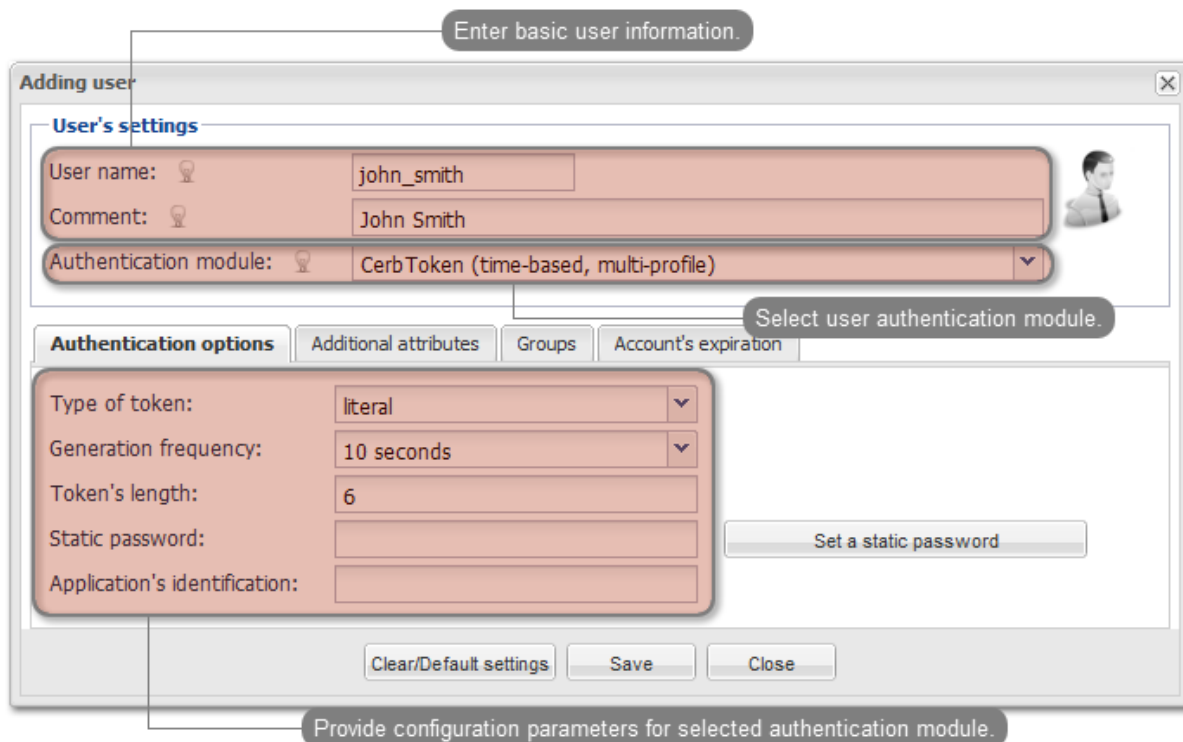 Enter basic user information.
Adding user
User's settings
User name: john_smith
Comment: John Smith
Authentication module: CerbToken (time-based, multi-profile)
Select user authentication module.
Authentication options Additional attributes Groups Account's expiration
Type of token: literal
Generation frequency: 10 seconds
Token's length: 6
Static password: Set a static password
Application's identification:
Clear/Default settings Save Close
Provide configuration parameters for selected authentication module.